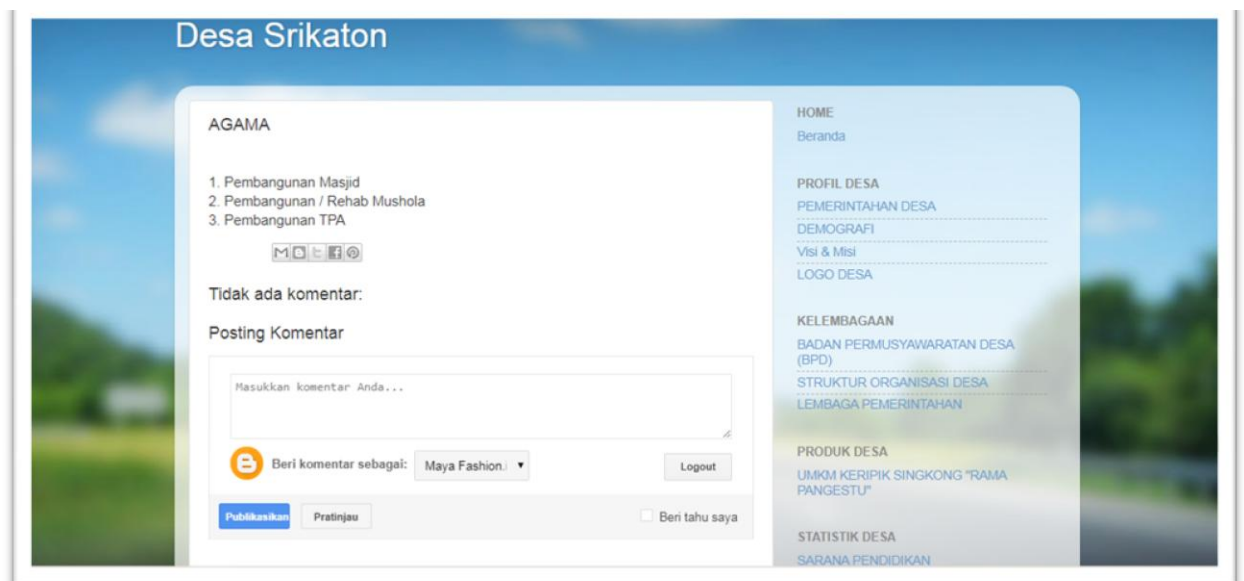 Desa Srikaton
AGAMA
1. Pembangunan Masjid
2. Pembangunan / Rehab Mushola
3. Pembangunan TPA
Tidak ada komentar:
Posting Komentar
Masukkan komentar Anda...
Beri komentar sebagai:
Maya Fashion.
Logout
Publikasikan
Pratinjau
Beri tahu saya
HOME
Beranda
PROFIL DESA
PEMERINTAHAN DESA
DEMOGRAFI
Visi & Misi
LOGO DESA
KELEMBAGAAN
BADAN PERMUSYAWARATAN DESA
(BPD)
STRUKTUR ORGANISASI DESA
LEMBAGA PEMERINTAHAN
PRODUK DESA
UMKM KERIPIK SINGKONG "RAMA
PANGESTU"
STATISTIK DESA
SARANA PENDIDIKAN